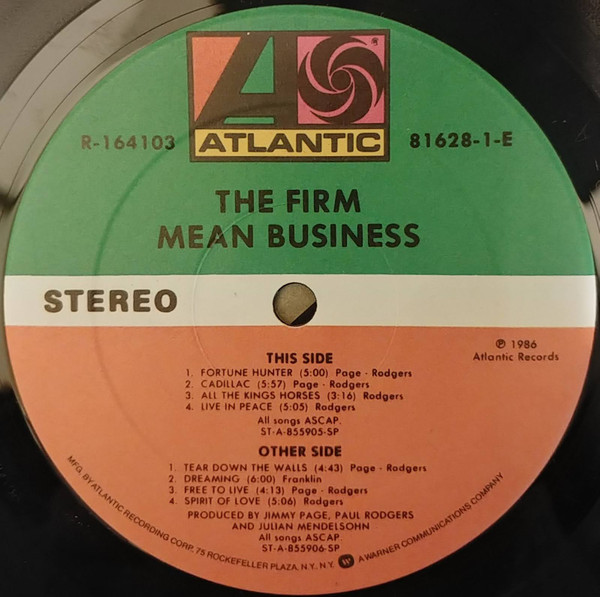 ATLANTIC
R-164103
81628-1-E
THE FIRM
MEAN BUSINESS
STEREO
℗ 1986
Atlantic Records
THIS SIDE
1. FORTUNE HUNTER (5:00) Page - Rodgers
2. CADILLAC (5:57) Page - Rodgers
3. ALL THE KINGS HORSES (3:16) Rodgers
4. LIVE IN PEACE (5:05) Rodgers
All songs ASCAP.
ST-A-855905-SP
OTHER SIDE
1. TEAR DOWN THE WALLS (4:43) Page - Rodgers
2. DREAMING (6:00) Franklin
3. FREE TO LIVE (4:13) Page - Rodgers
4. SPIRIT OF LOVE (5:06) Rodgers
PRODUCED BY JIMMY PAGE, PAUL RODGERS
AND JULIAN MENDELSOHN
All songs ASCAP.
ST-A-855906-SP
MFG. BY ATLANTIC RECORDING CORP., 75 ROCKEFELLER PLAZA, N.Y., N.Y. A WARNER COMMUNICATIONS COMPANY